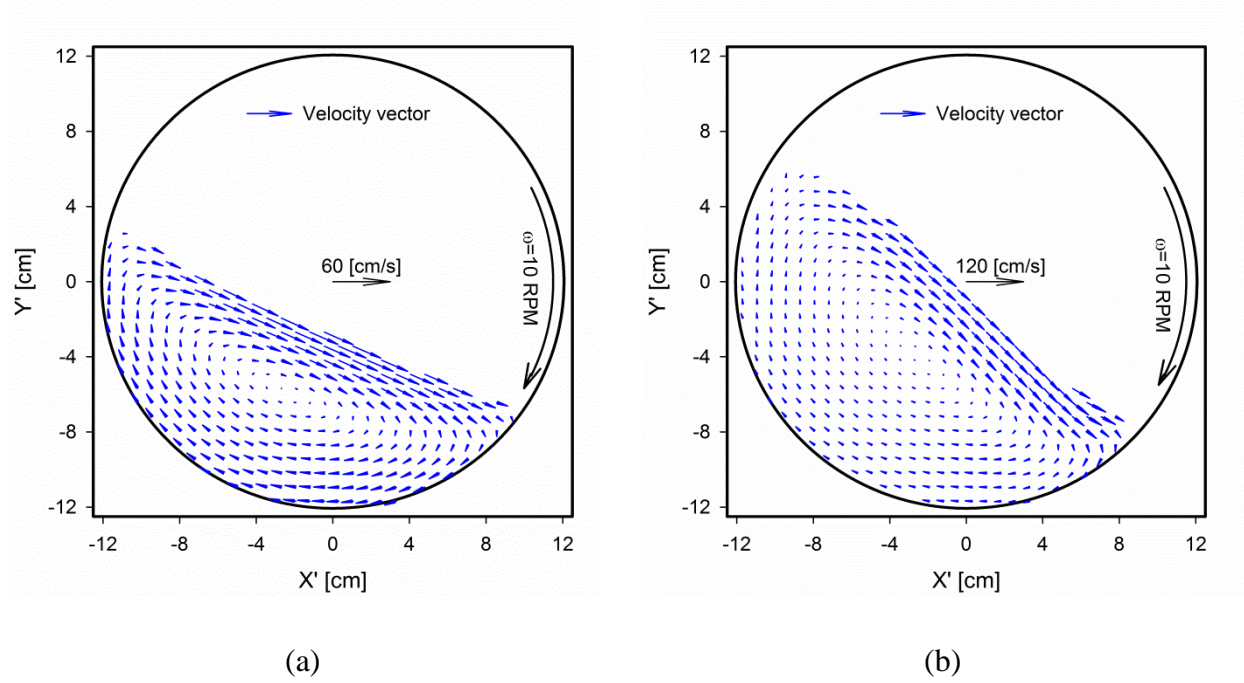 12
8
4
0
-4
-8
-12
Y' [cm]
Velocity vector
60 [cm/s]
ω=10 RPM
-12 -8 -4 0 4 8 12
X' [cm]
(a)
12
8
4
0
-4
-8
-12
Y' [cm]
Velocity vector
120 [cm/s]
ω=10 RPM
-12 -8 -4 0 4 8 12
X' [cm]
(b)